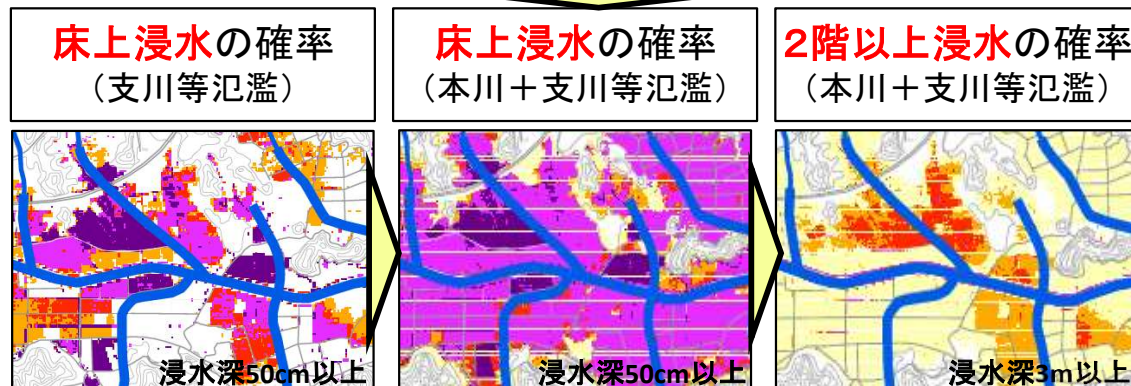 床上浸水の確率
（支川等氾濫）
床上浸水の確率
（本川＋支川等氾濫）
２階以上浸水の確率
（本川＋支川等氾濫）
浸水深50cm以上
浸水深50cm以上
浸水深3m以上